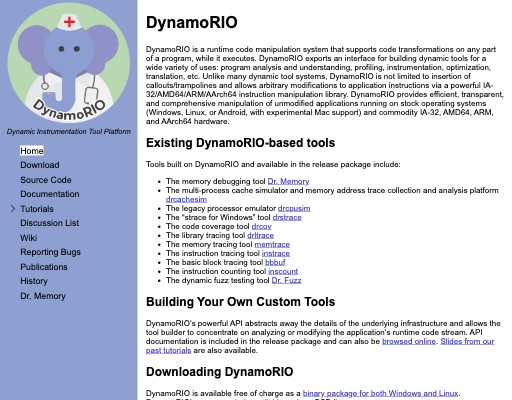 DynamoRIO
Dynamic Instrumentation Tool Platform
Home
Download
Source Code
Documentation
Tutorials
Discussion List
Wiki
Reporting Bugs
Publications
History
Dr. Memory
DynamoRIO
DynamoRIO is a runtime code manipulation system that supports code transformations on any part
of a program, while it executes. DynamoRIO exports an interface for building dynamic tools for a
wide variety of uses: program analysis and understanding, profiling, instrumentation, optimization,
translation, etc. Unlike many dynamic tool systems, DynamoRIO is not limited to insertion of
callouts/trampolines and allows arbitrary modifications to application instructions via a powerful IA-
32/AMD64/ARM/AArch64 instruction manipulation library. DynamoRIO provides efficient, transparent,
and comprehensive manipulation of unmodified applications running on stock operating systems
(Windows, Linux, or Android, with experimental Mac support) and commodity IA-32, AMD64, ARM,
and AArch64 hardware.
Existing DynamoRIO-based tools
Tools built on DynamoRIO and available in the release package include:
• The memory debugging tool Dr. Memory
• The multi-process cache simulator and memory address trace collection and analysis platform
drcachesim
• The legacy processor emulator drcpusim
• The "strace for Windows" tool drstrace
• The code coverage tool drcov
• The library tracing tool drltrace
• The memory tracing tool memtrace
• The instruction tracing tool instrace
• The basic block tracing tool bbbuf
• The instruction counting tool inscount
• The dynamic fuzz testing tool Dr. Fuzz
Building Your Own Custom Tools
DynamoRIO's powerful API abstracts away the details of the underlying infrastructure and allows the
tool builder to concentrate on analyzing or modifying the application's runtime code stream. API
documentation is included in the release package and can also be browsed online. Slides from our
past tutorials are also available.
Downloading DynamoRIO
DynamoRIO is available free of charge as a binary package for both Windows and Linux.